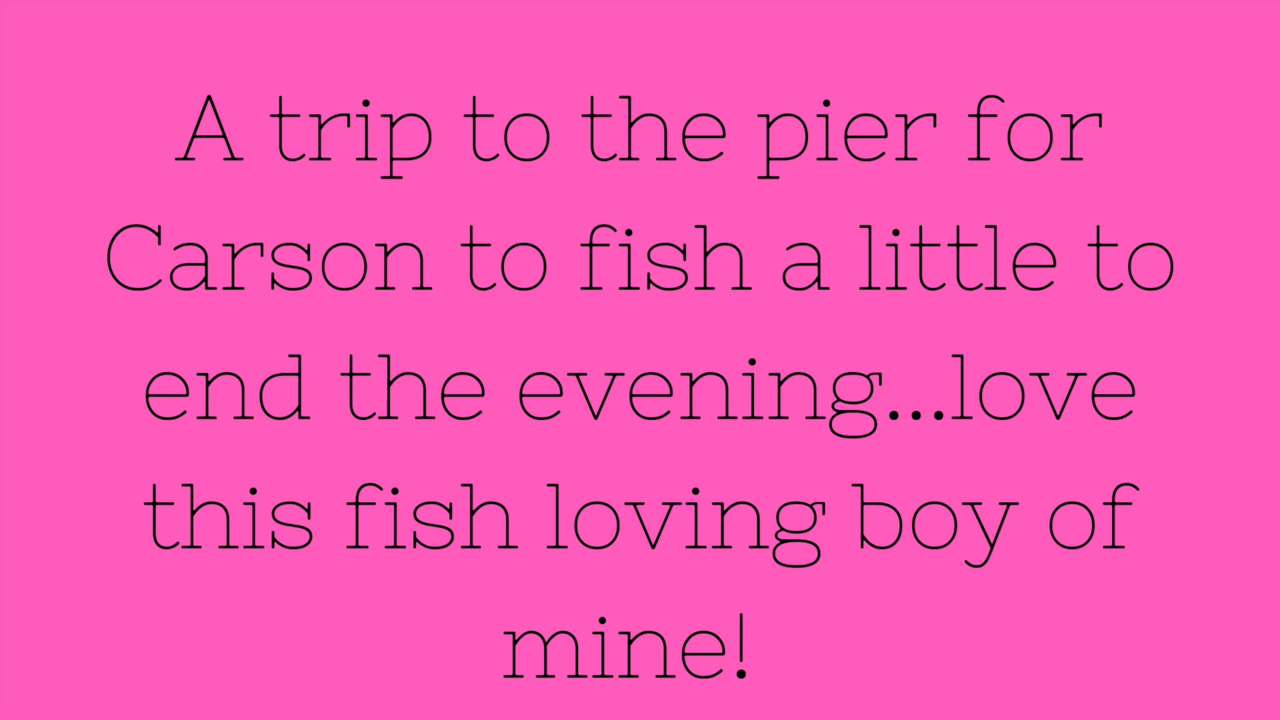 A trip to the pier for
Carson to fish a little to
end the evening...love
this fish loving boy of
mine!